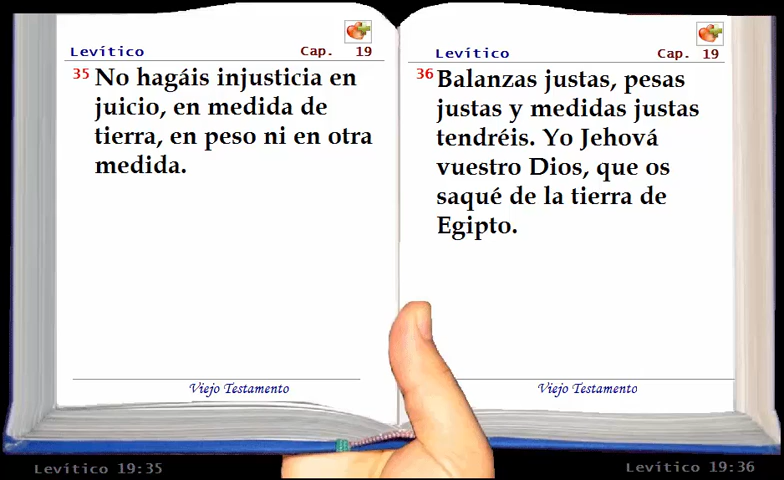 Levítico Cap. 19
35 No hagáis injusticia en
juicio, en medida de
tierra, en peso ni en otra
medida.
Viejo Testamento
Levítico 19:35
Levítico Cap. 19
36 Balanzas justas, pesas
justas y medidas justas
tendréis. Yo Jehová
vuestro Dios, que os
saqué de la tierra de
Egipto.
Viejo Testamento
Levítico 19:36